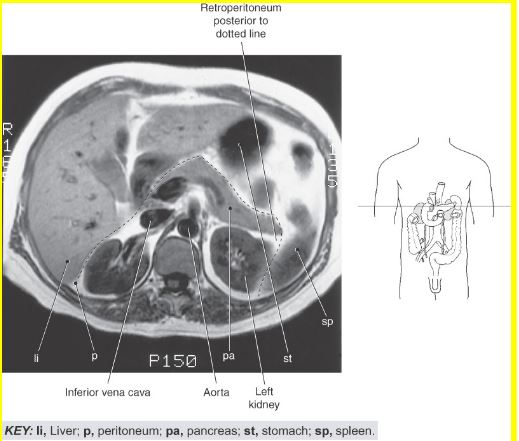 Retroperitoneum
posterior to
dotted line
R
1
li
p
P150
pa
st
sp
Inferior vena cava
Aorta
Left
kidney
KEY: li, Liver; p, peritoneum; pa, pancreas; st, stomach; sp, spleen.